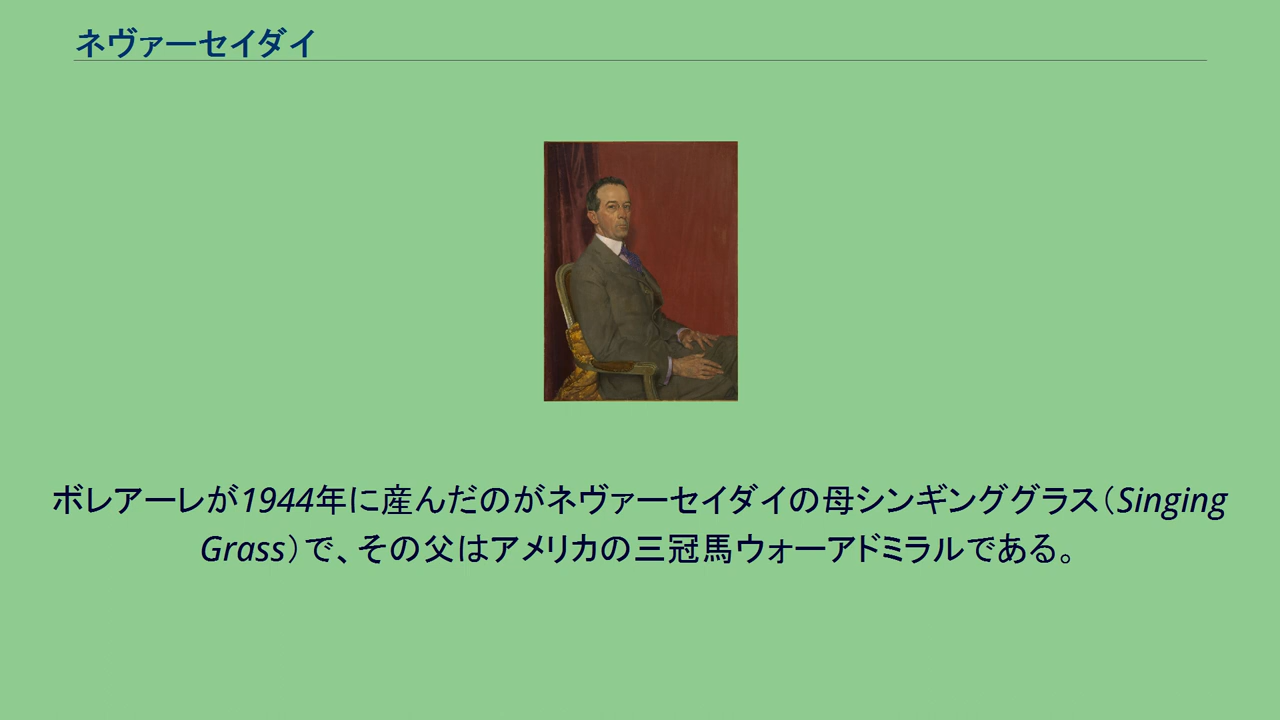 ネヴァーセイダイ
ボレアーレが1944年に産んだのがネヴァーセイダイの母シンギンググラス（Singing
Grass）で、その父はアメリカの三冠馬ウォーアドミラルである。